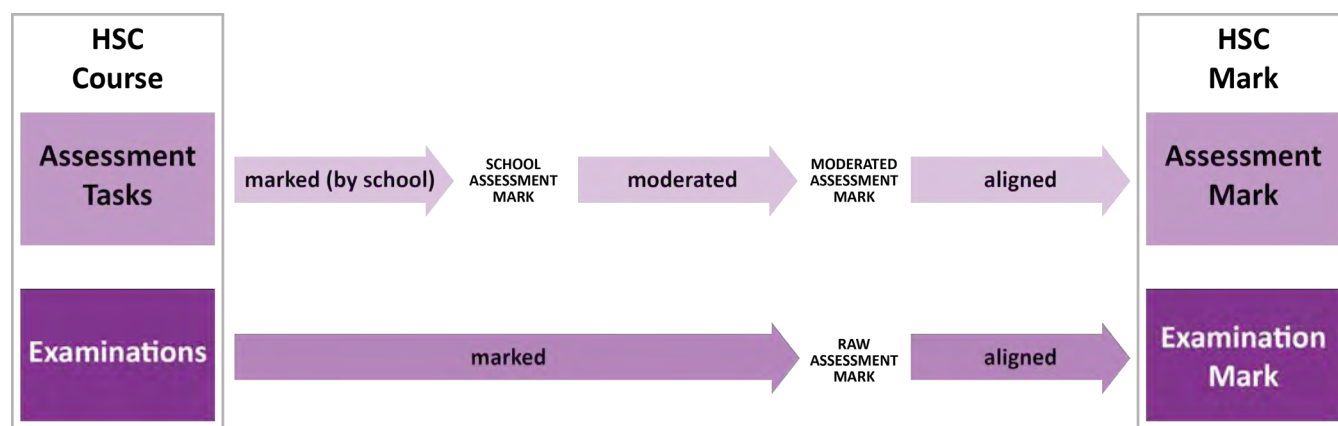 HSC
Course
Assessment
Tasks
marked (by school)
SCHOOL
ASSESSMENT
MARK
moderated
MODERATED
ASSESSMENT
MARK
aligned
Examinations
marked
RAW
ASSESSMENT
MARK
aligned
HSC
Mark
Assessment
Mark
Examination
Mark